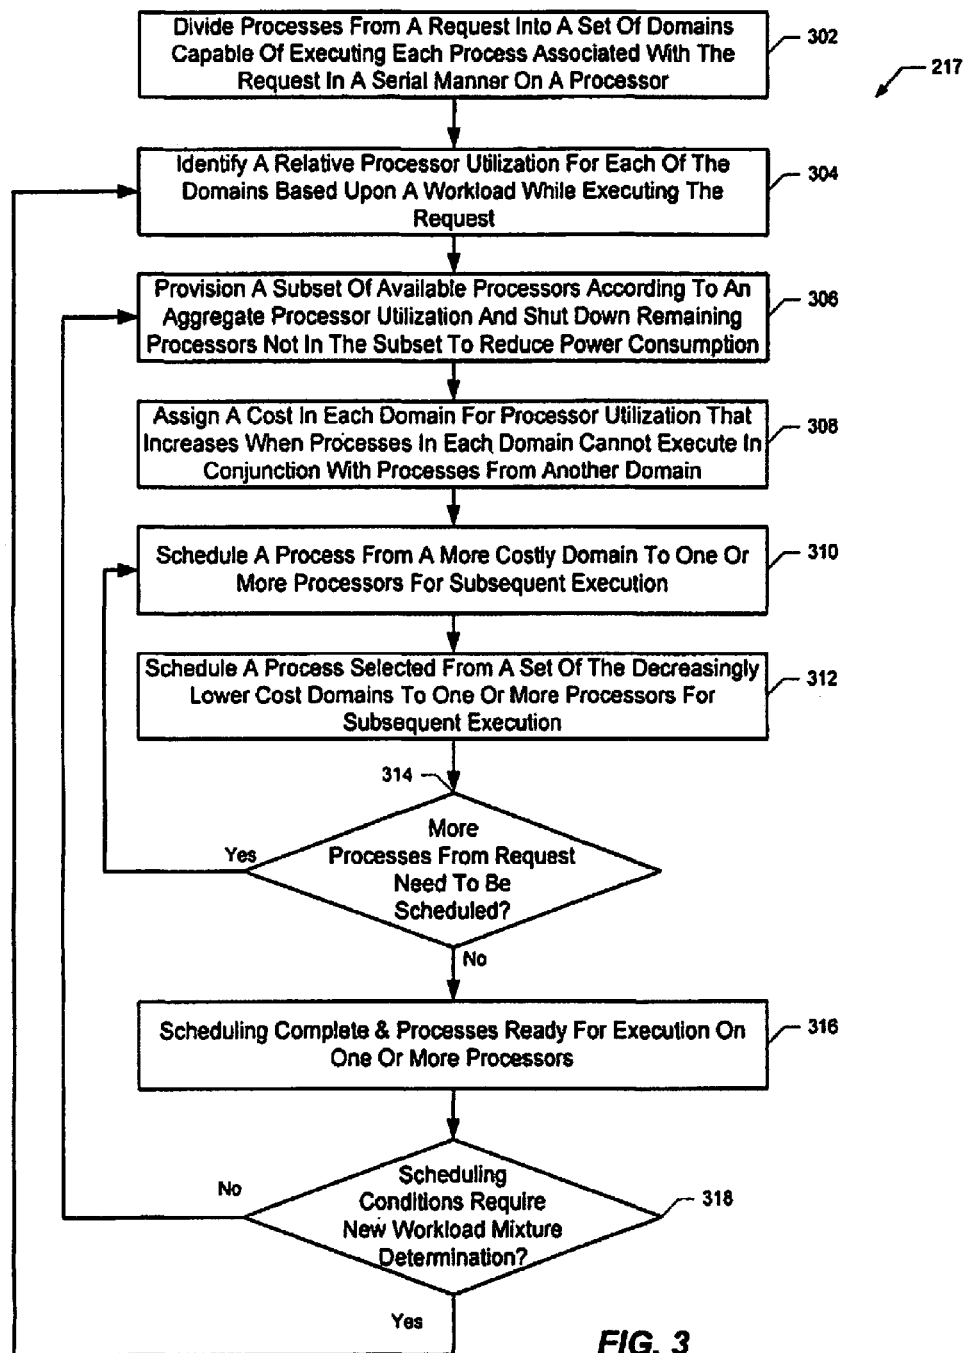 Divide Processes From A Request Into A Set Of Domains
Capable Of Executing Each Process Associated With The
Request In A Serial Manner On A Processor
302
217
Identify A Relative Processor Utilization For Each Of The
Domains Based Upon A Workload While Executing The
Request
304
Provision A Subset Of Available Processors According To An
Aggregate Processor Utilization And Shut Down Remaining
Processors Not In The Subset To Reduce Power Consumption
306
Assign A Cost In Each Domain For Processor Utilization That
Increases When Processes In Each Domain Cannot Execute In
Conjunction With Processes From Another Domain
308
Schedule A Process From A More Costly Domain To One Or
More Processors For Subsequent Execution
310
Schedule A Process Selected From A Set Of The Decreasingly
Lower Cost Domains To One Or More Processors For
Subsequent Execution
312
314
More
Processes From Request
Need To Be
Scheduled?
Yes
No
Scheduling Complete & Processes Ready For Execution On
One Or More Processors
316
Scheduling
Conditions Require
New Workload Mixture
Determination?
No
318
Yes
FIG. 3